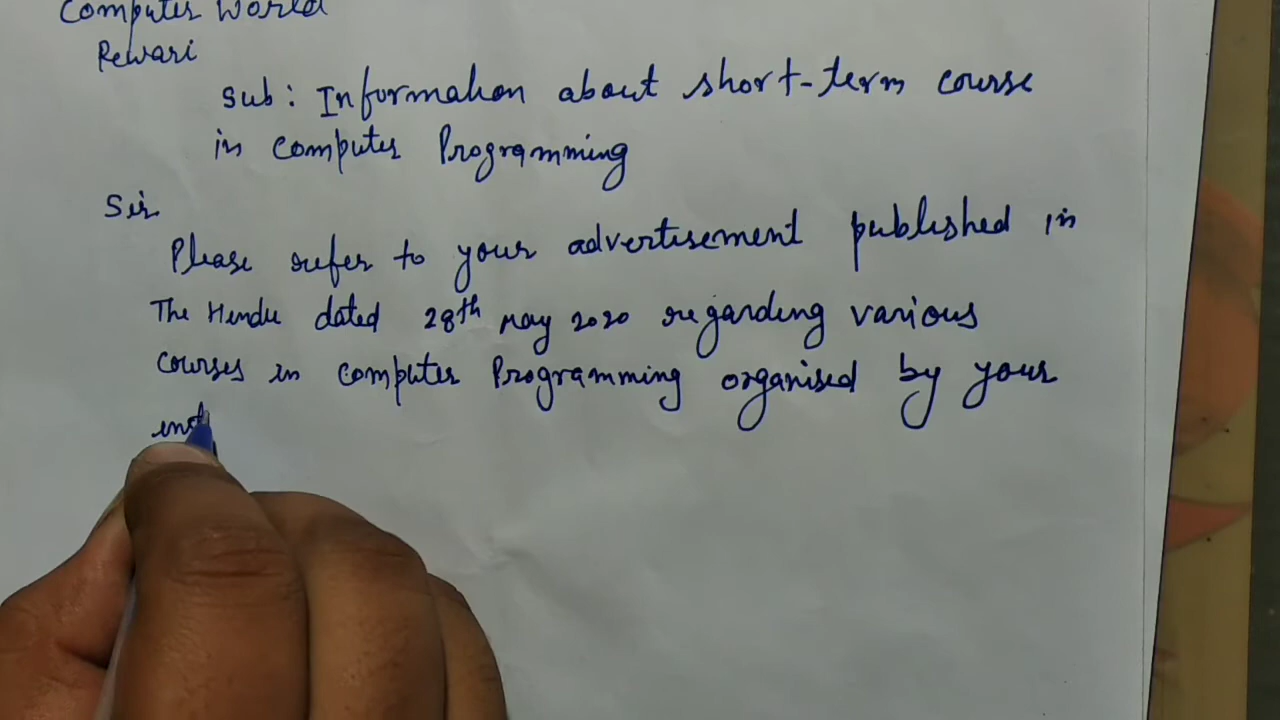 Computer World
Rewari
Sub: Information about short-term course
in Computer Programming
Sir
Please refer to your advertisement published in
The Hindu dated 28th May 2020 regarding various
courses in Computer Programming organised by your